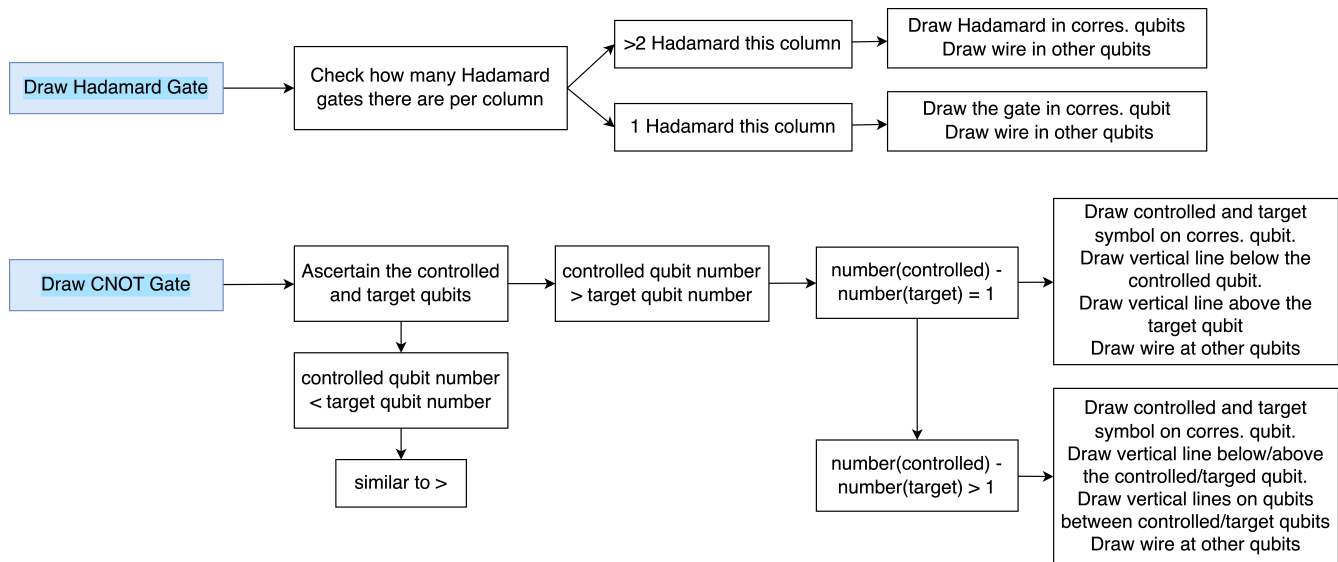 Draw Hadamard Gate
Check how many Hadamard
gates there are per column
>2 Hadamard this column
Draw Hadamard in corres. qubits
Draw wire in other qubits
1 Hadamard this column
Draw the gate in corres. qubit
Draw wire in other qubits
Draw CNOT Gate
Ascertain the controlled
and target qubits
controlled qubit number
> target qubit number
number(controlled) -
number(target) = 1
Draw controlled and target
symbol on corres. qubit.
Draw vertical line below the
controlled qubit.
Draw vertical line above the
target qubit
Draw wire at other qubits
controlled qubit number
< target qubit number
similar to >
number(controlled) -
number(target) > 1
Draw controlled and target
symbol on corres. qubit.
Draw vertical line below/above
the controlled/targed qubit.
Draw vertical lines on qubits
between controlled/target qubits
Draw wire at other qubits